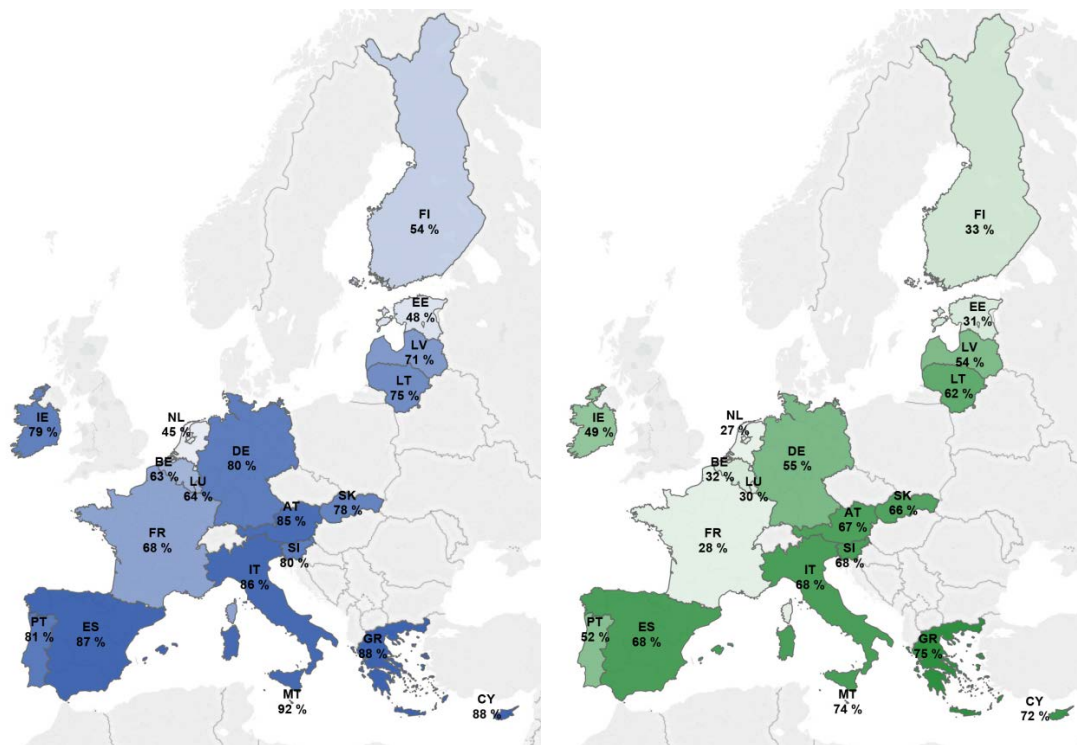 FI
54 %
EE
48 %
LV
71 %
LT
75 %
IE
79 %
NL
45 %
DE
80 %
BE
63 %
LU
64 %
SK
78 %
AT
85 %
FR
68 %
SI
80 %
IT
86 %
PT
81 %
ES
87 %
GR
88 %
MT
92 %
CY
88 %
FI
33 %
EE
31 %
LV
54 %
LT
62 %
IE
49 %
NL
27 %
DE
55 %
BE
32 %
LU
30 %
SK
66 %
AT
67 %
FR
28 %
SI
68 %
IT
68 %
PT
52 %
ES
68 %
GR
75 %
MT
74 %
CY
72 %